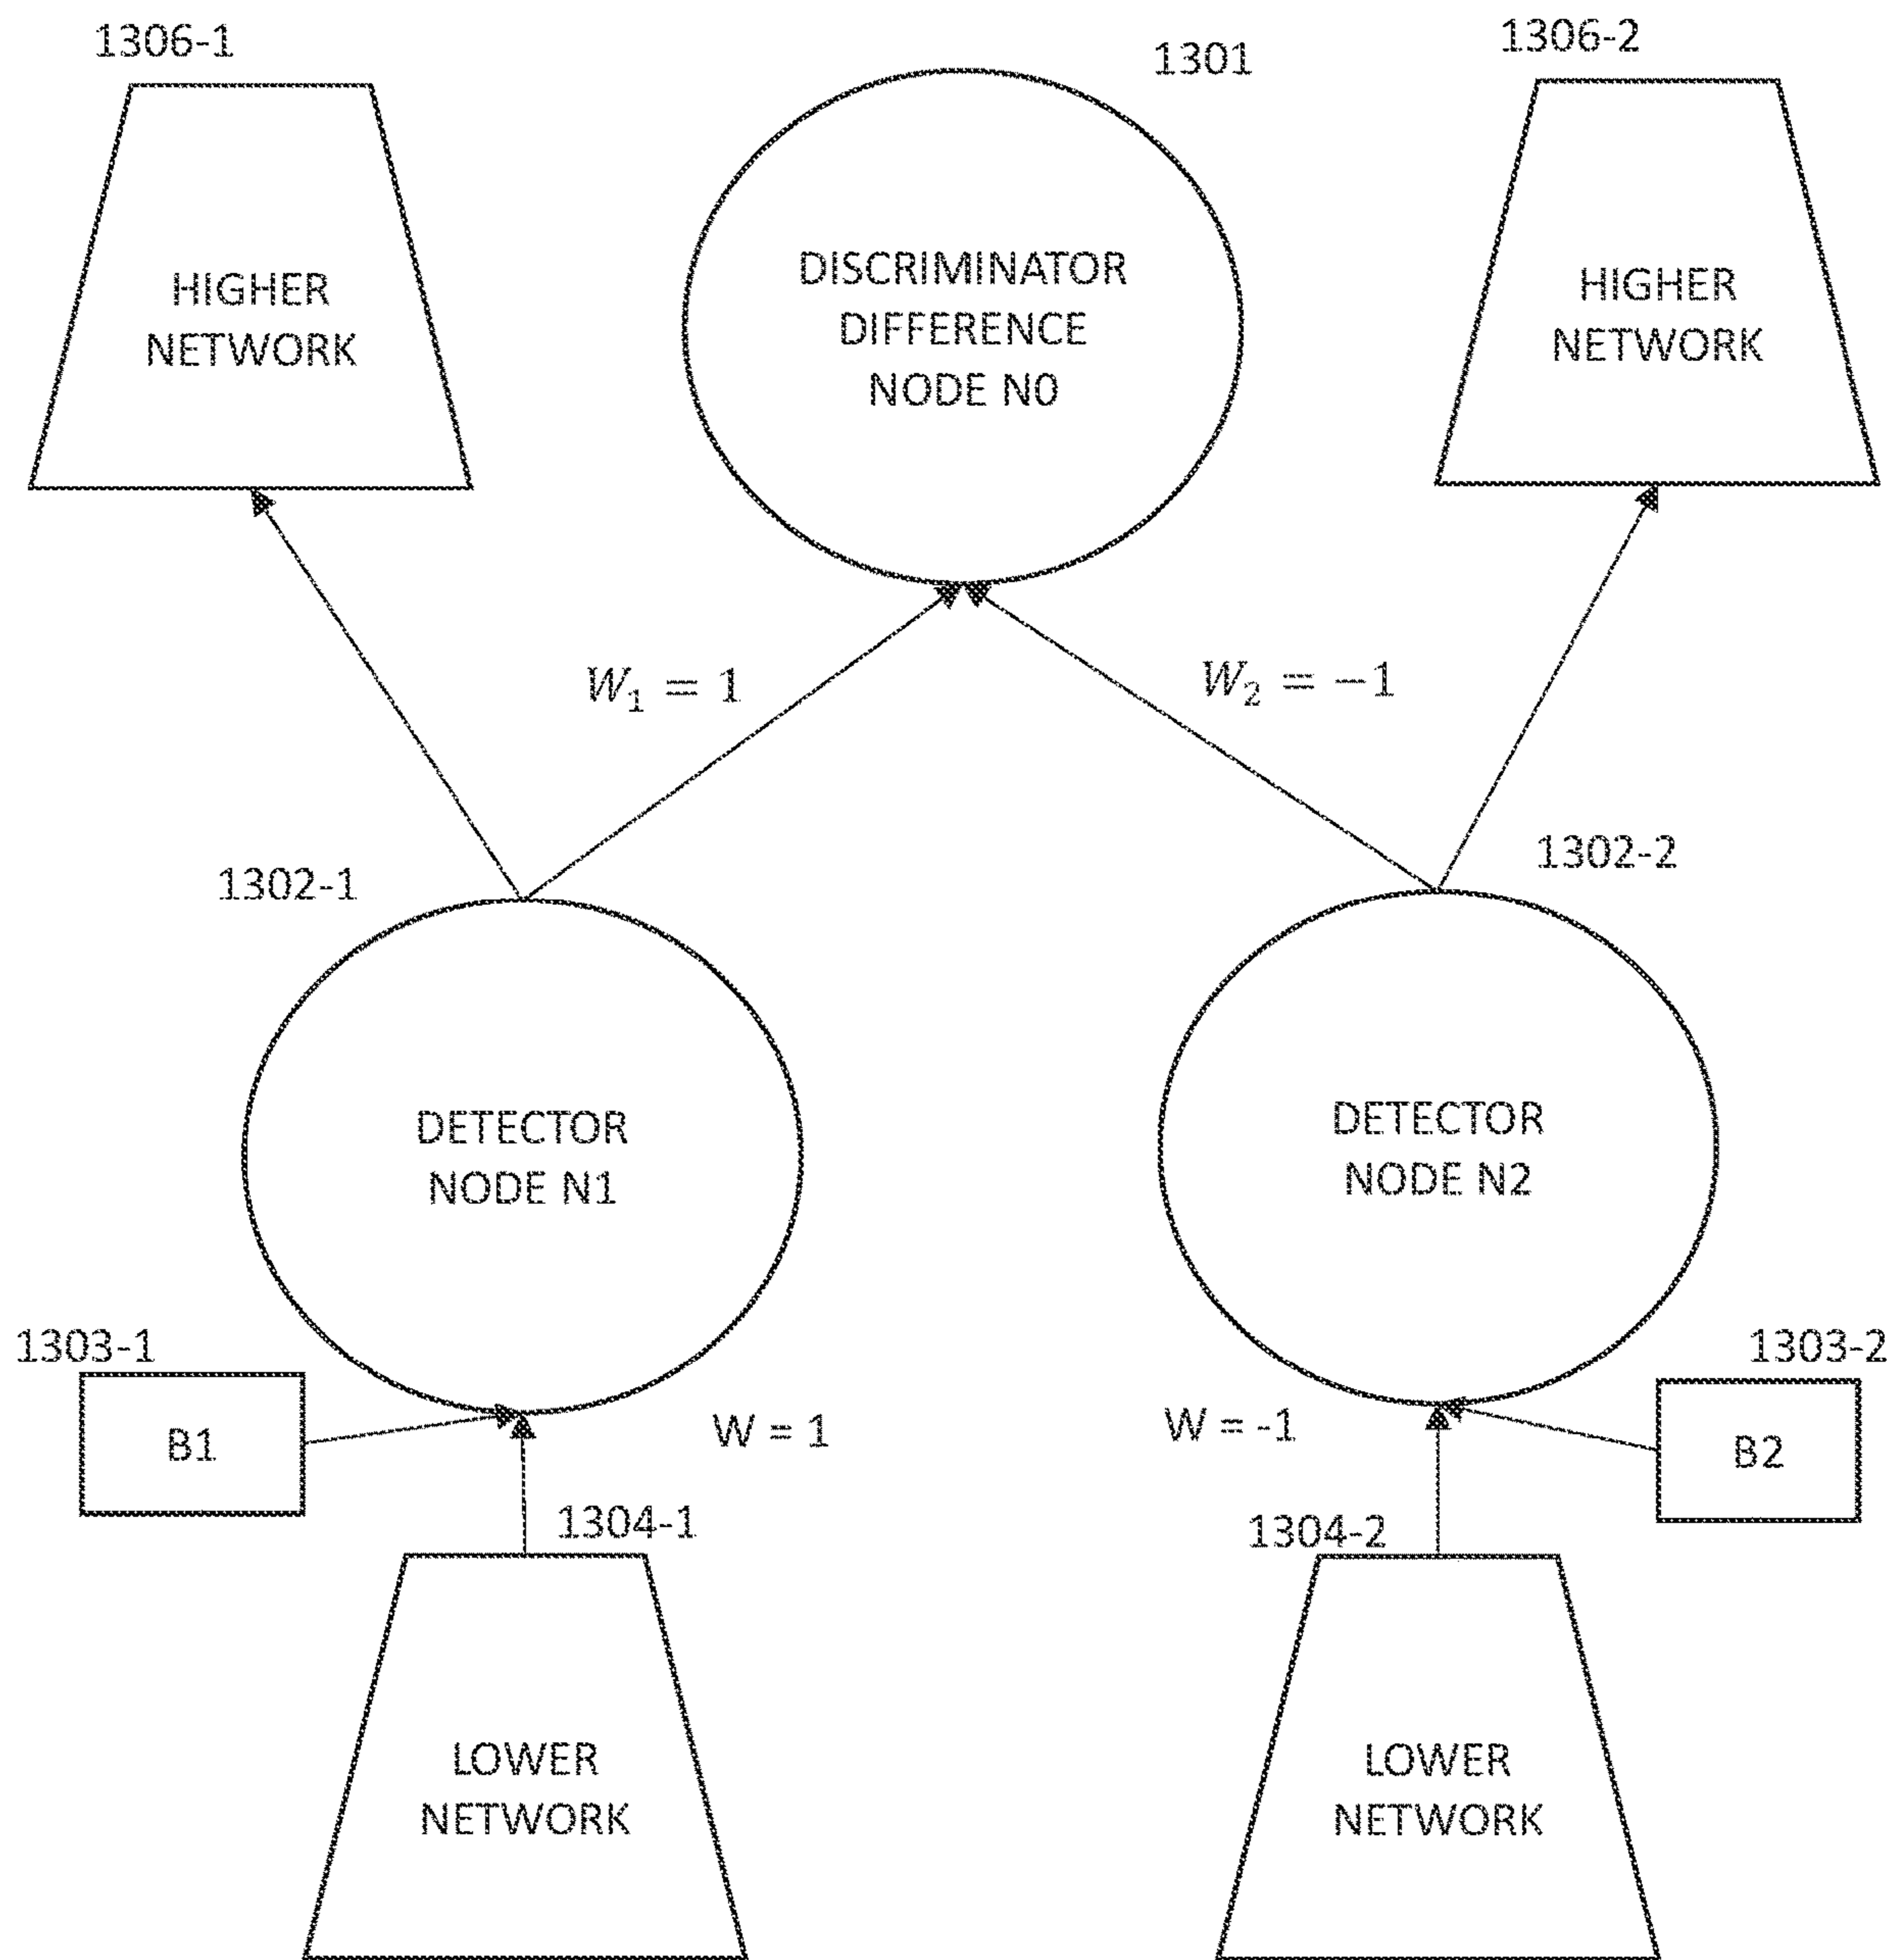 1306-1
1301
1306-2
HIGHER
NETWORK
DISCRIMINATOR
DIFFERENCE
NODE N0
HIGHER
NETWORK
W₁ = 1
W₂ = −1
1302-1
1302-2
DETECTOR
NODE N1
DETECTOR
NODE N2
1303-1
1303-2
B1
W = 1
W = -1
B2
1304-1
1304-2
LOWER
NETWORK
LOWER
NETWORK